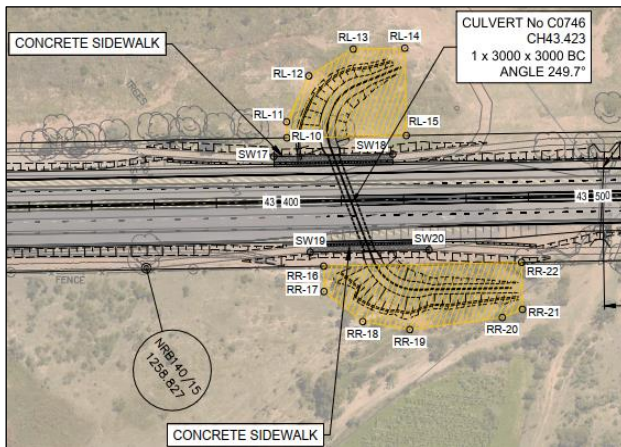 CULVERT No C0746
CH43.423
1 x 3000 x 3000 BC
ANGLE 249.7°
CONCRETE SIDEWALK
RL-13
RL-14
RL-12
TREES
RL-11
RL-10
RL-15
SW17
SW18
43 400
43 500
SW19
SW20
RR-16
RR-22
FENCE
RR-17
RR-21
RR-18
RR-20
RR-19
NRB140/15
1258.827
CONCRETE SIDEWALK